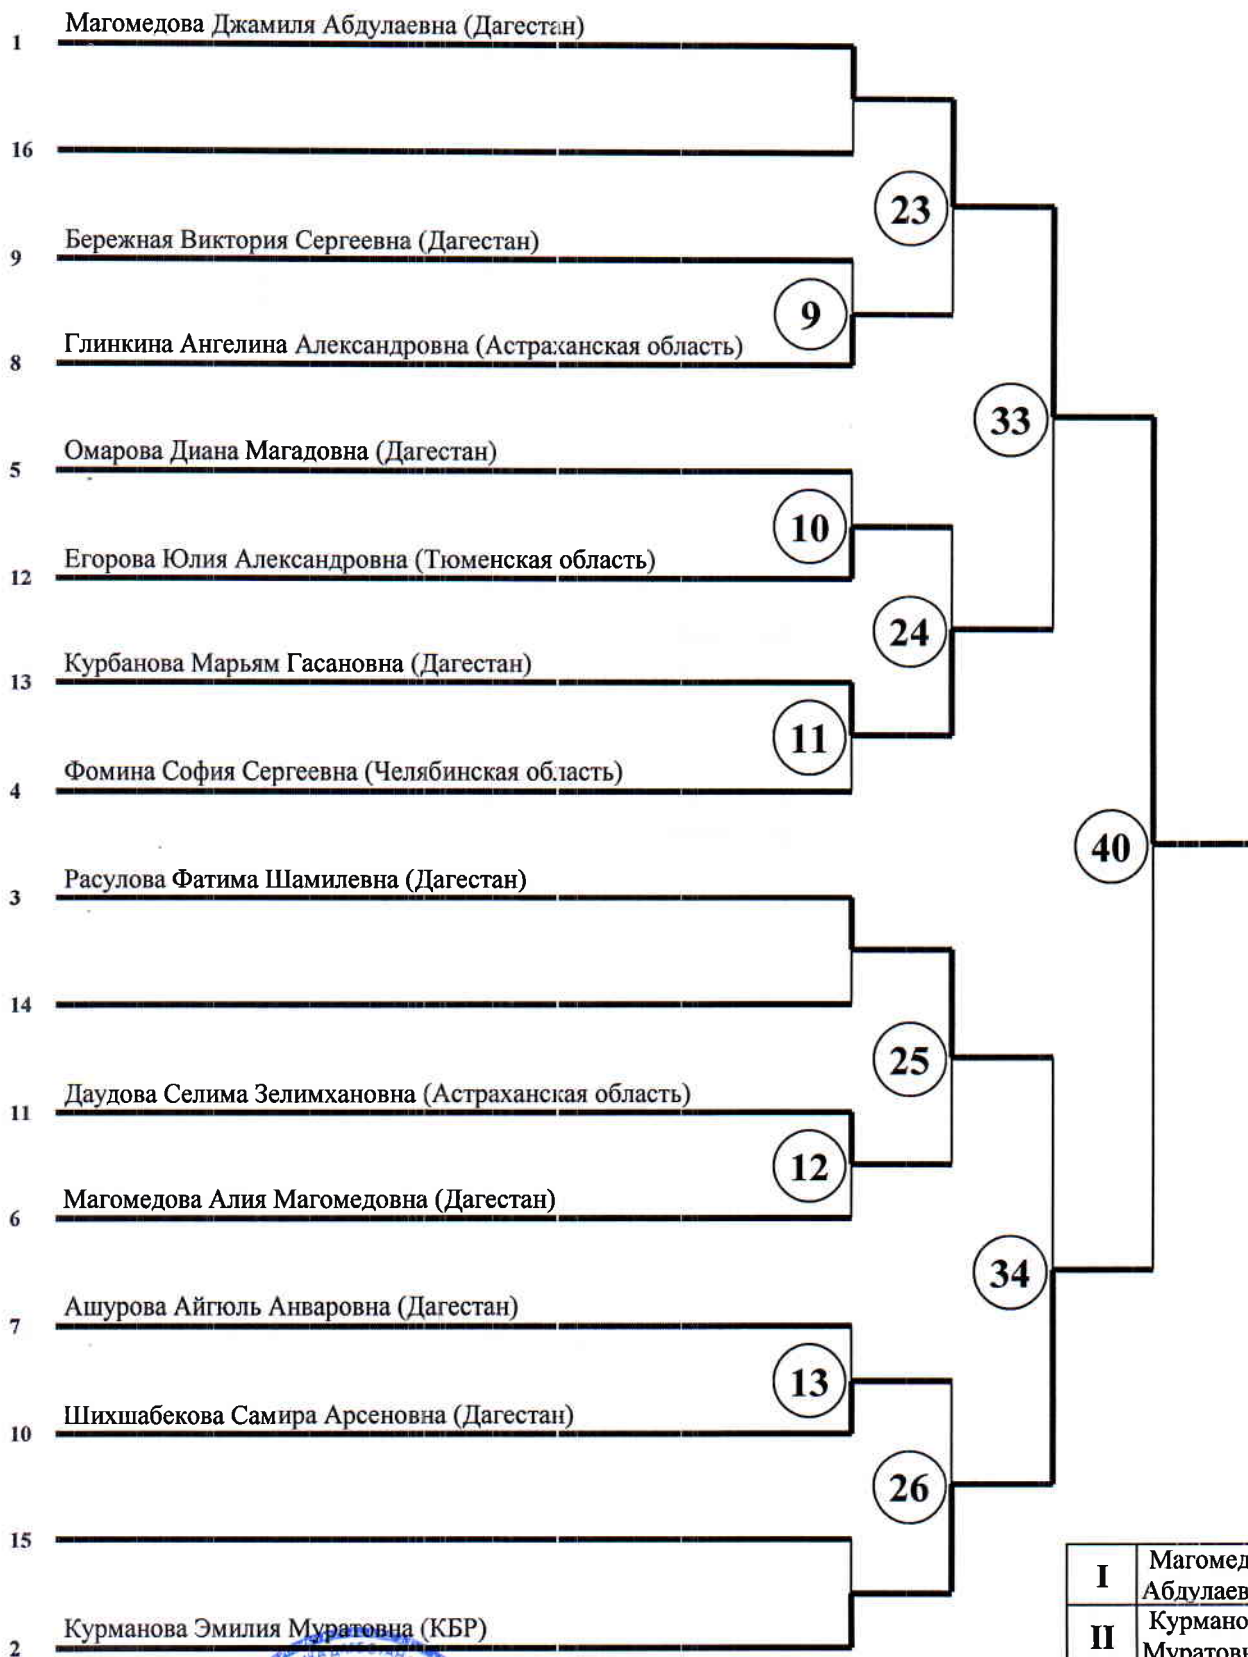 Магомедова Джамиля Абдулаевна (Дагестан)
1
16
23
Бережная Виктория Сергеевна (Дагестан)
9
9
Глинкина Ангелина Александровна (Астраханская область)
8
33
Омарова Диана Магадовна (Дагестан)
5
10
Егорова Юлия Александровна (Тюменская область)
12
24
Курбанова Марьям Гасановна (Дагестан)
13
11
Фомина София Сергеевна (Челябинская область)
4
40
Расулова Фатима Шамилевна (Дагестан)
3
14
25
Даудова Селима Зелимхановна (Астраханская область)
11
12
Магомедова Алия Магомедовна (Дагестан)
6
34
Ашурова Айгюль Анваровна (Дагестан)
7
13
Шихшабекова Самира Арсеновна (Дагестан)
10
26
15
I
Магомед
Абдулаев
Курманова Эмилия Муратовна (КБР)
2
II
Курмано
Муратовн